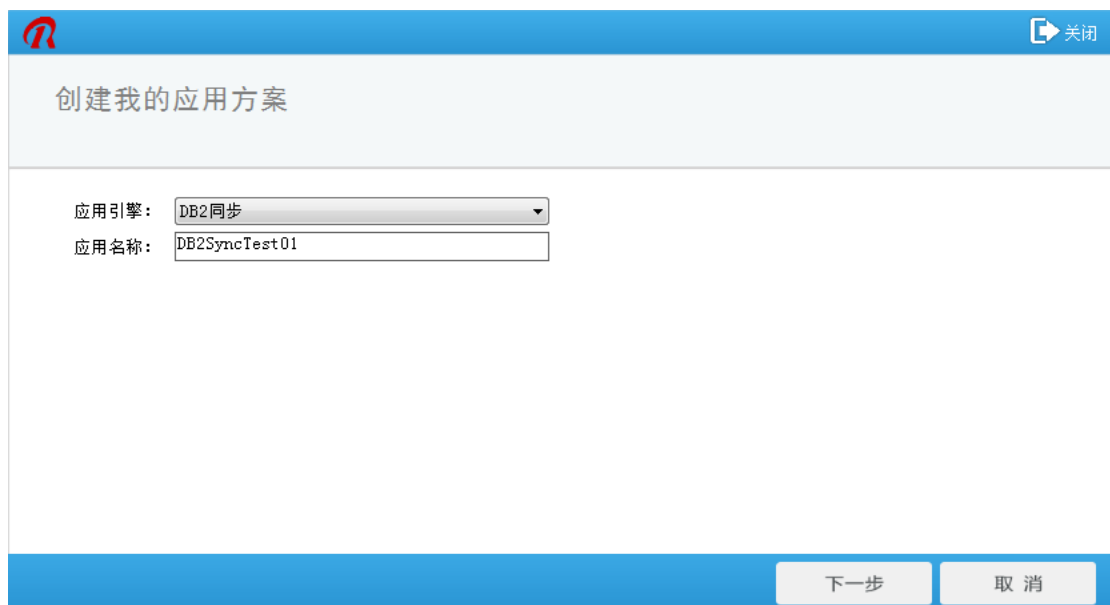 关闭
创建我的应用方案
应用引擎： DB2同步
应用名称： DB2SyncTest01
下一步 取 消